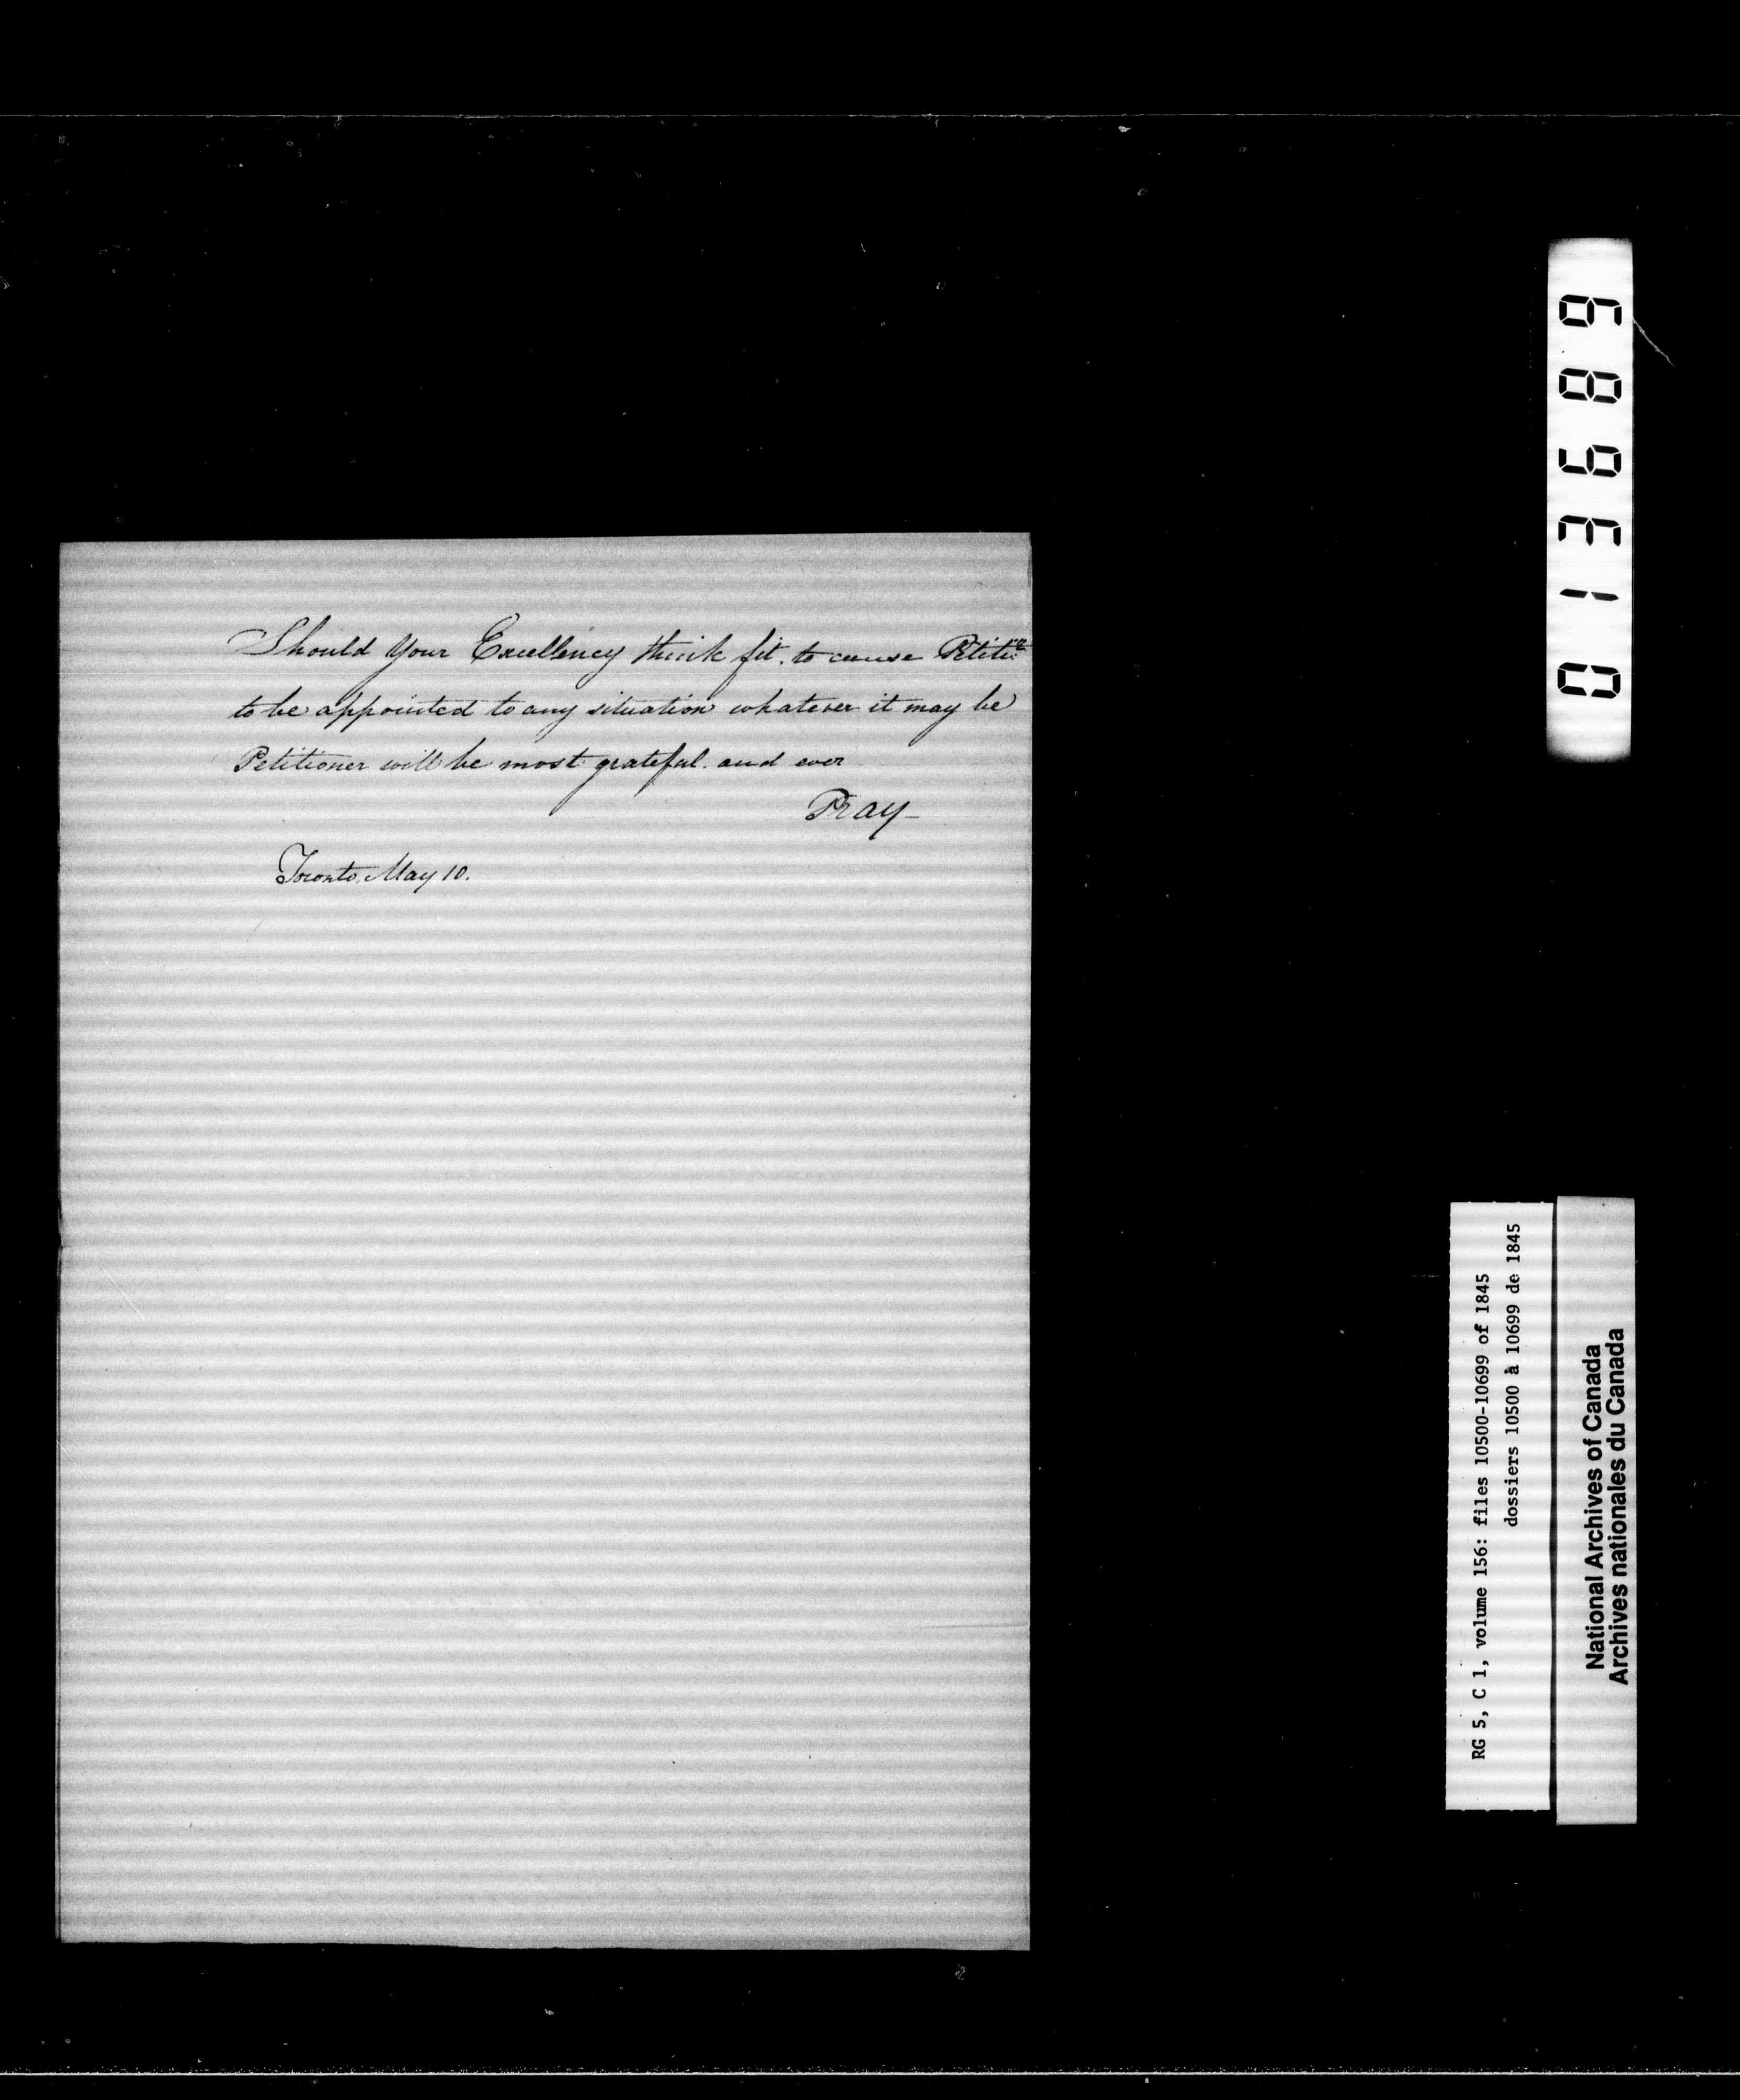 Should Your Excellency think fit. to cause Petitr
to be appointed to any situation whatever it may be
Petitioner will be most grateful. and ever
Pray-
Toronto. May 10.
013689
RG 5, C 1, volume 156: files 10500-10699 of 1845
dossiers 10500 à 10699 de 1845
National Archives of Canada
Archives nationales du Canada